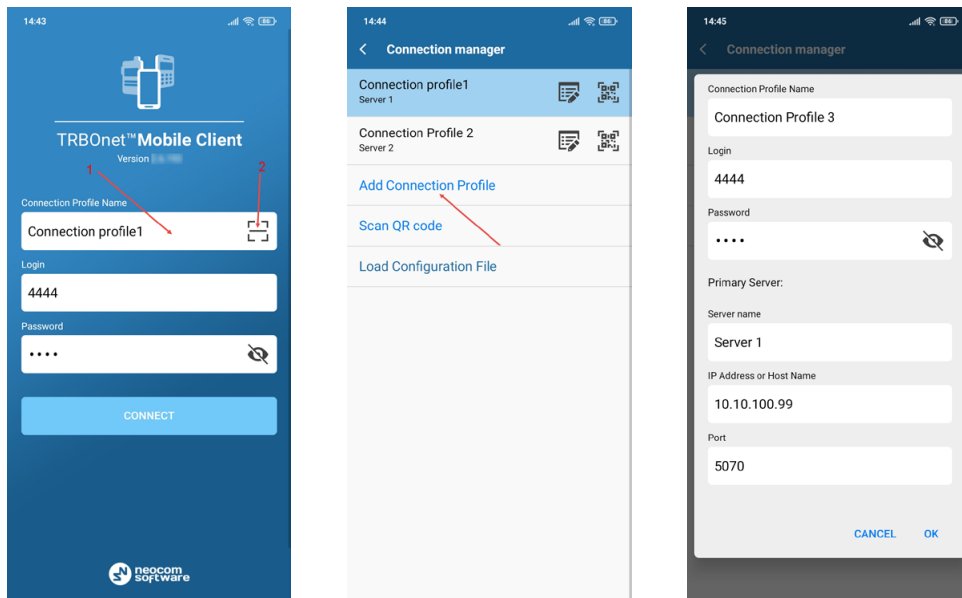 14:43
86
TRBOnet™Mobile Client
Version
1
2
Connection Profile Name
Connection profile1
Login
4444
Password
CONNECT
neocom
software
14:44
86
Connection manager
Connection profile1
Server 1
Connection Profile 2
Server 2
Add Connection Profile
Scan QR code
Load Configuration File
14:45
86
Connection manager
Connection Profile Name
Connection Profile 3
Login
4444
Password
Primary Server:
Server name
Server 1
IP Address or Host Name
10.10.100.99
Port
5070
CANCEL OK